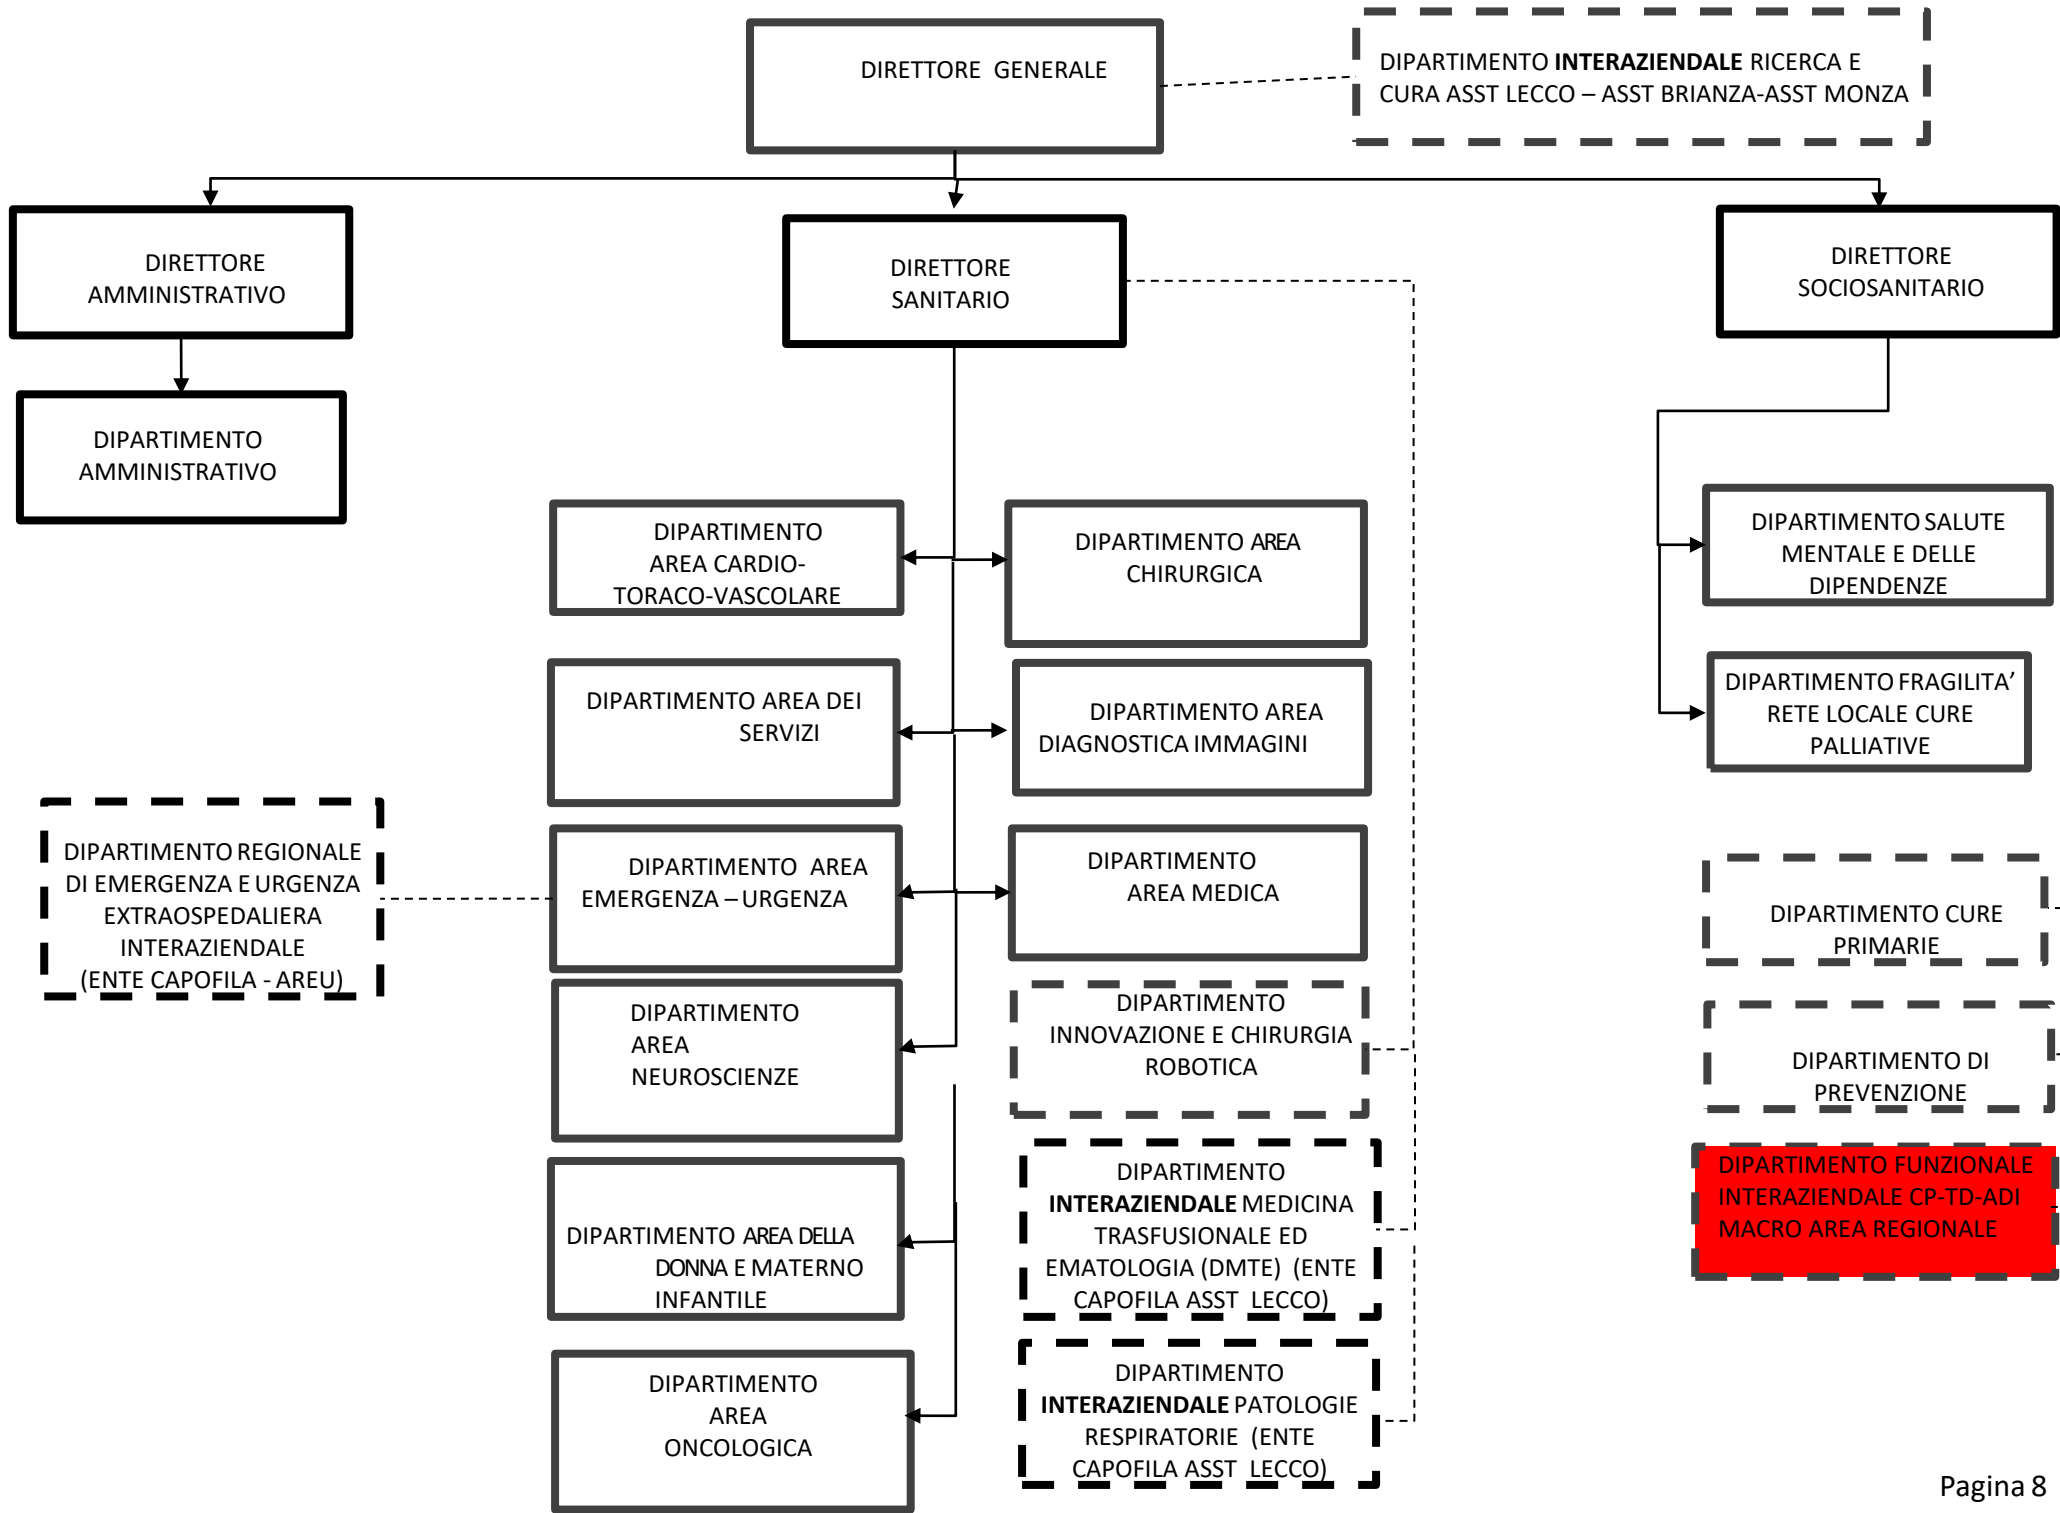 DIRETTORE GENERALE
DIPARTIMENTO INTERAZIENDALE RICERCA E
CURA ASST LECCO – ASST BRIANZA-ASST MONZA
DIRETTORE
AMMINISTRATIVO
DIRETTORE
SANITARIO
DIRETTORE
SOCIOSANITARIO
DIPARTIMENTO
AMMINISTRATIVO
DIPARTIMENTO
AREA CARDIO-
TORACO-VASCOLARE
DIPARTIMENTO AREA
CHIRURGICA
DIPARTIMENTO SALUTE
MENTALE E DELLE
DIPENDENZE
DIPARTIMENTO AREA DEI
SERVIZI
DIPARTIMENTO AREA
DIAGNOSTICA IMMAGINI
DIPARTIMENTO FRAGILITA’
RETE LOCALE CURE
PALLIATIVE
DIPARTIMENTO REGIONALE
DI EMERGENZA E URGENZA
EXTRAOSPEDALIERA
INTERAZIENDALE
(ENTE CAPOFILA - AREU)
DIPARTIMENTO AREA
EMERGENZA – URGENZA
DIPARTIMENTO
AREA MEDICA
DIPARTIMENTO CURE
PRIMARIE
DIPARTIMENTO
AREA
NEUROSCIENZE
DIPARTIMENTO
INNOVAZIONE E CHIRURGIA
ROBOTICA
DIPARTIMENTO DI
PREVENZIONE
DIPARTIMENTO AREA DELLA
DONNA E MATERNO
INFANTILE
DIPARTIMENTO
INTERAZIENDALE MEDICINA
TRASFUSIONALE ED
EMATOLOGIA (DMTE) (ENTE
CAPOFILA ASST LECCO)
DIPARTIMENTO FUNZIONALE
INTERAZIENDALE CP-TD-ADI
MACRO AREA REGIONALE
DIPARTIMENTO
AREA
ONCOLOGICA
DIPARTIMENTO
INTERAZIENDALE PATOLOGIE
RESPIRATORIE (ENTE
CAPOFILA ASST LECCO)
Pagina 8